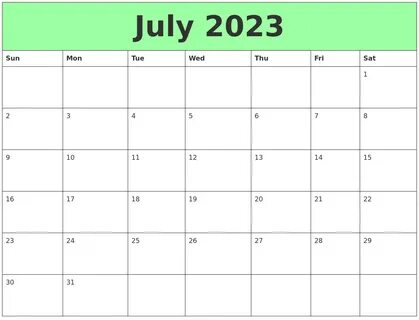 July 2023
Sun Mon Tue Wed Thu Fri Sat
1
2 3 4 5 6 7 8
9 10 11 12 13 14 15
16 17 18 19 20 21 22
23 24 25 26 27 28 29
30 31